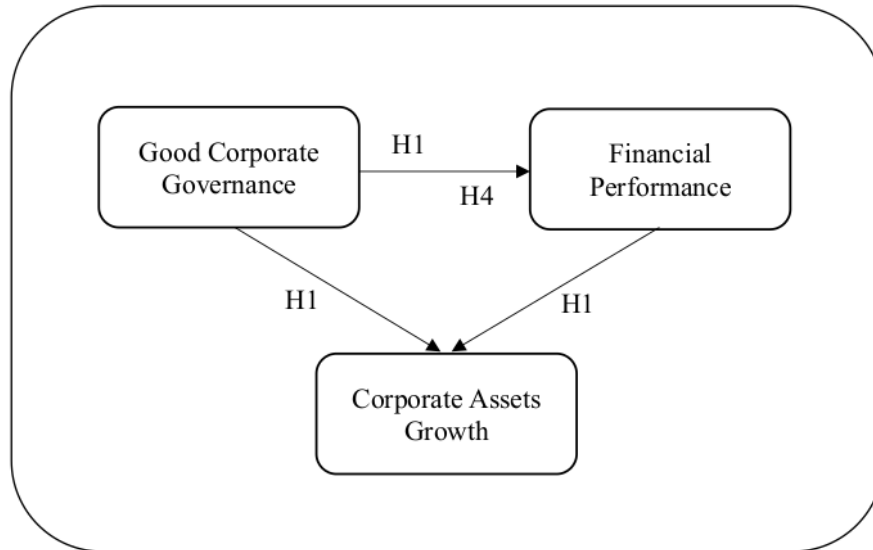 Good Corporate
Governance
H1
H4
Financial
Performance
H1
H1
Corporate Assets
Growth